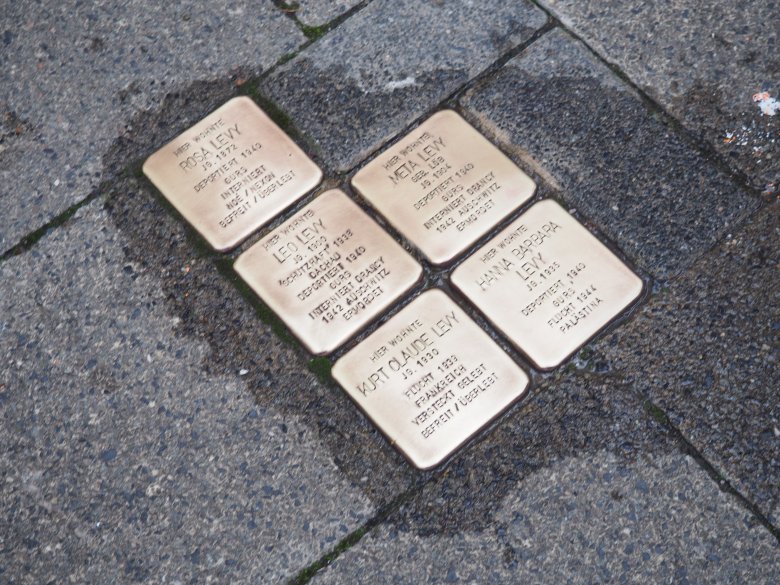 HIER WOHNTE
ROSA LEVY
JG. 1872
DEPORTIERT 1940
GURS
INTERNIERT
NOÉ / NEXON
BEFREIT / ÜBERLEBT
HIER WOHNTE
META LEVY
GEB. LÖB
JG. 1904
DEPORTIERT 1940
GURS
INTERNIERT DRANCY
1942 AUSCHWITZ
ERMORDET
HIER WOHNTE
LEO LEVY
JG.
SCHUTZHAFT 1938
DACHAU
DEPORTIERT 1940
GURS
INTERNIERT DRANCY
1942 AUSCHWITZ
ERMORDET
HIER WOHNTE
HANNA BARBARA
LEVY
JG. 1935
DEPORTIERT 1940
GURS
FLUCHT 1944
PALÄSTINA
HIER WOHNTE
KURT CLAUDE LEVY
JG. 1930
FLUCHT 1939
FRANKREICH
VERSTECKT GELEBT
BEFREIT / ÜBERLEBT